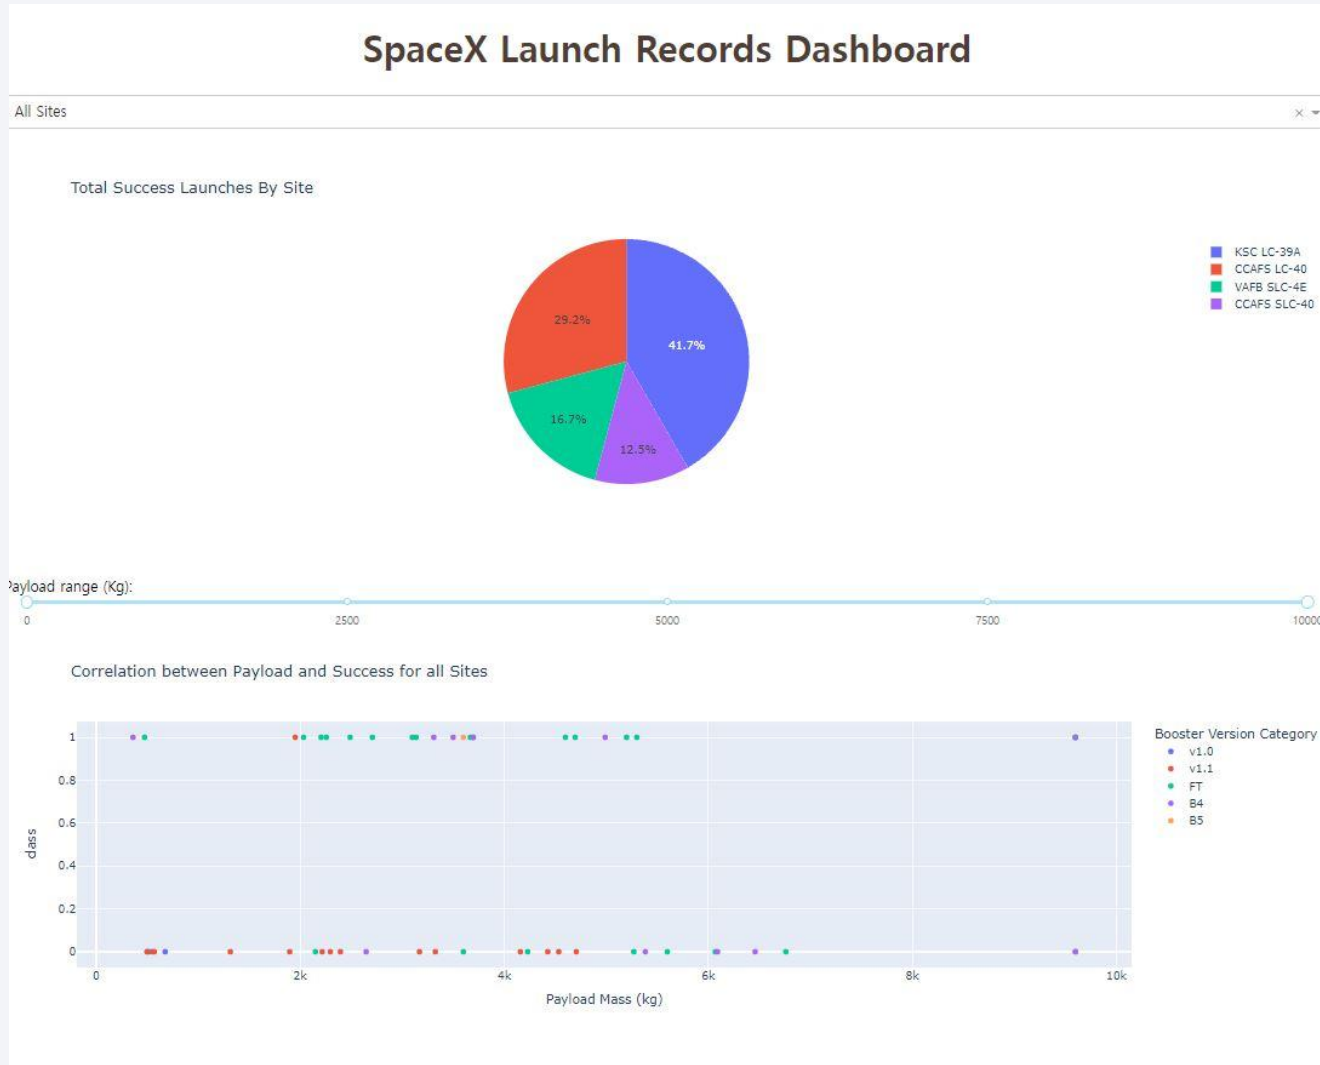 SpaceX Launch Records Dashboard
All Sites
Total Success Launches By Site
29.2%
41.7%
16.7%
12.5%
KSC LC-39A
CCAFS LC-40
VAFB SLC-4E
CCAFS SLC-40
Payload range (Kg):
0 2500 5000 7500 10000
Correlation between Payload and Success for all Sites
class
1
0.8
0.6
0.4
0.2
0
0 2k 4k 6k 8k 10k
Payload Mass (kg)
Booster Version Category
v1.0
v1.1
FT
B4
B5